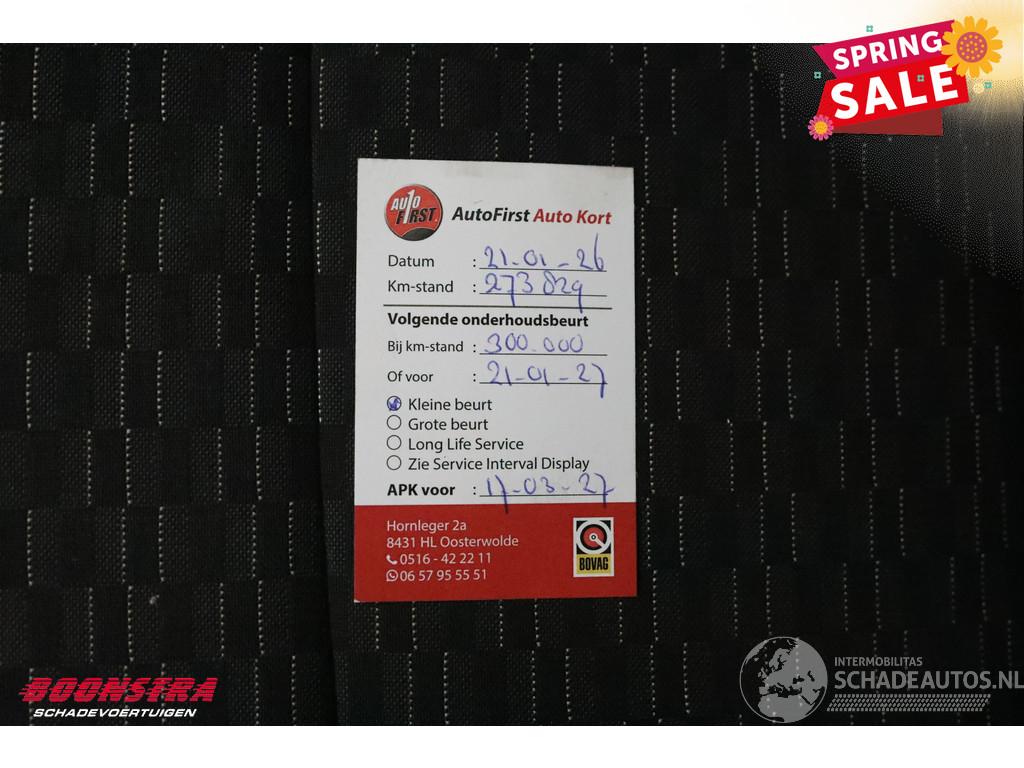 SPRING
SALE
AUTO
F1RST
AutoFirst Auto Kort
Datum : 21-01-26
Km-stand : 273829
Volgende onderhoudsbeurt
Bij km-stand : 300.000
Of voor : 21-01-27
Kleine beurt
Grote beurt
Long Life Service
Zie Service Interval Display
APK voor : 17-03-27
Hornleger 2a
8431 HL Oosterwolde
0516 - 42 22 11
06 57 95 55 51
BOVAG
BOONSTRA
SCHADEVOERTUIGEN
INTERMOBILITAS
SCHADEAUTOS.NL